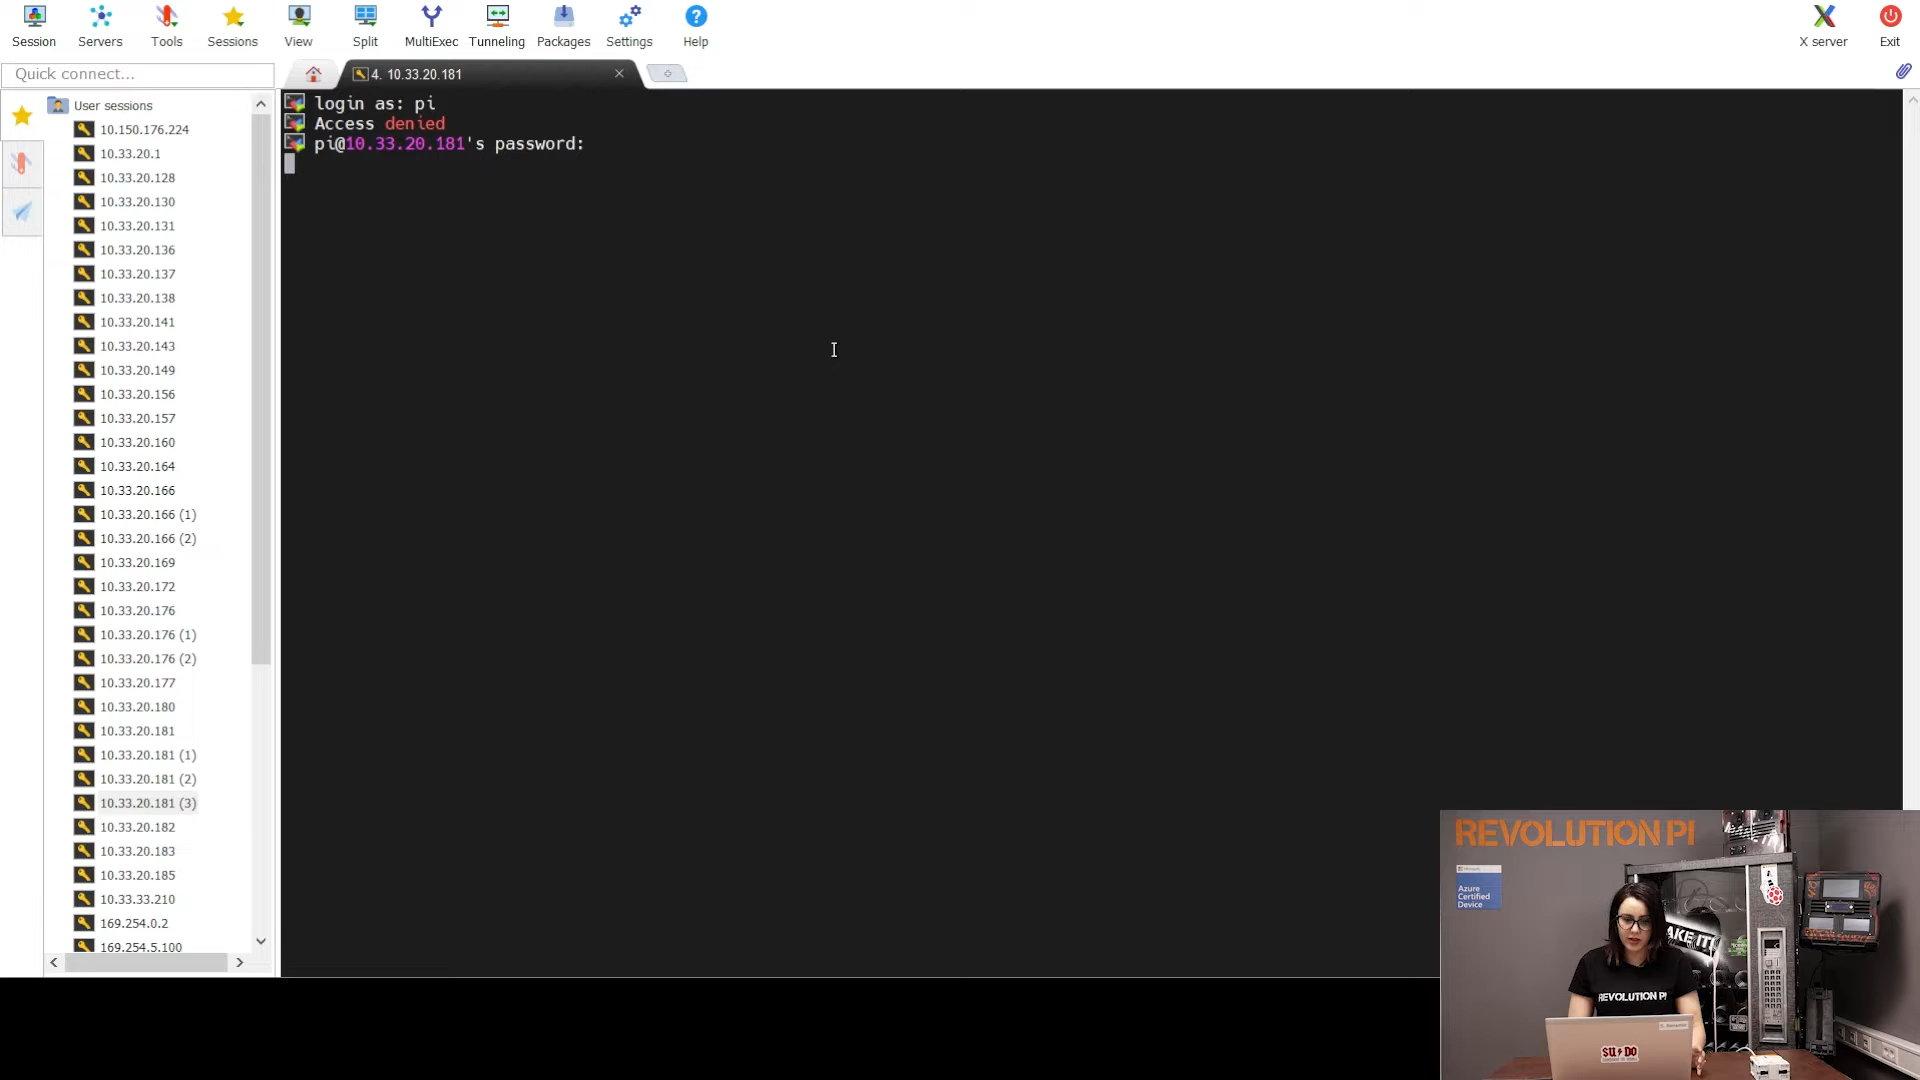 Session
Servers
Tools
Sessions
View
Split
MultiExec
Tunneling
Packages
Settings
Help
X server
Exit
Quick connect...
4. 10.33.20.181
User sessions
10.150.176.224
10.33.20.1
10.33.20.128
10.33.20.130
10.33.20.131
10.33.20.136
10.33.20.137
10.33.20.138
10.33.20.141
10.33.20.143
10.33.20.149
10.33.20.156
10.33.20.157
10.33.20.160
10.33.20.164
10.33.20.166
10.33.20.166 (1)
10.33.20.166 (2)
10.33.20.169
10.33.20.172
10.33.20.176
10.33.20.176 (1)
10.33.20.176 (2)
10.33.20.177
10.33.20.180
10.33.20.181
10.33.20.181 (1)
10.33.20.181 (2)
10.33.20.181 (3)
10.33.20.182
10.33.20.183
10.33.20.185
10.33.33.210
169.254.0.2
169.254.5.100
login as: pi
Access denied
pi@10.33.20.181's password:
REVOLUTION PI
Azure
Certified
Device
AKE IT!
REVOLUTION PI
SU DO